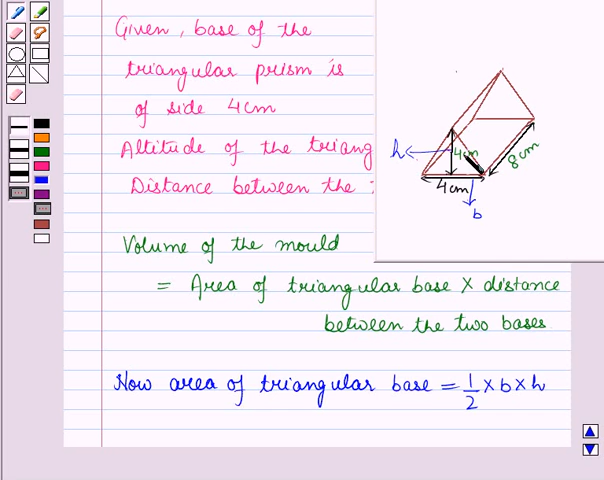 Given, base of the
triangular prism is
of side 4cm
Altitude of the triang
Distance between the
Volume of the mould
= Area of triangular base × distance
between the two bases
Now area of triangular base = 1/2 × b × h
h
4cm
8cm
4cm
b